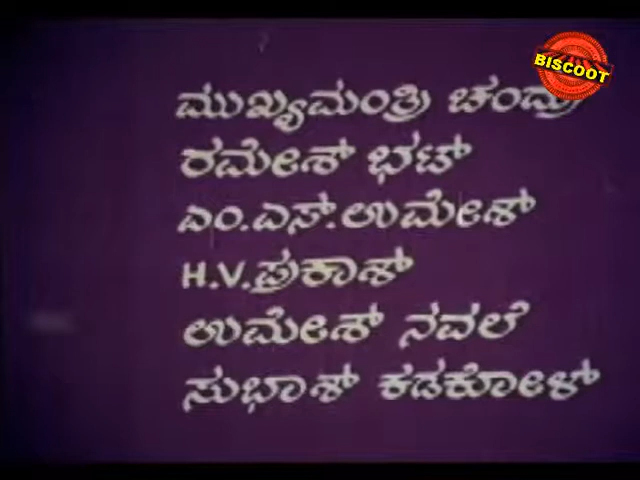 BISCOOT
ಮುಖ್ಯಮಂತ್ರಿ ಚಂದ್ರು
ರಮೇಶ್ ಭಟ್
ಎಂ.ಎಸ್.ಉಮೇಶ್
H.V.ಪ್ರಕಾಶ್
ಉಮೇಶ್ ನವಲೆ
ಸುಭಾಶ್ ಕಡಕೋಳ್